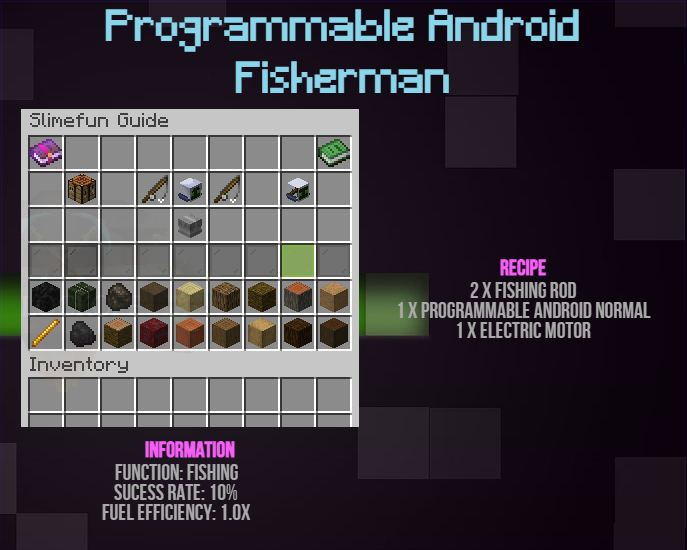 Programmable Android
Fisherman
Slimefun Guide
RECIPE
2 X FISHING ROD
1 X PROGRAMMABLE ANDROID NORMAL
1 X ELECTRIC MOTOR
Inventory
INFORMATION
FUNCTION: FISHING
SUCESS RATE: 10%
FUEL EFFICIENCY: 1.0X